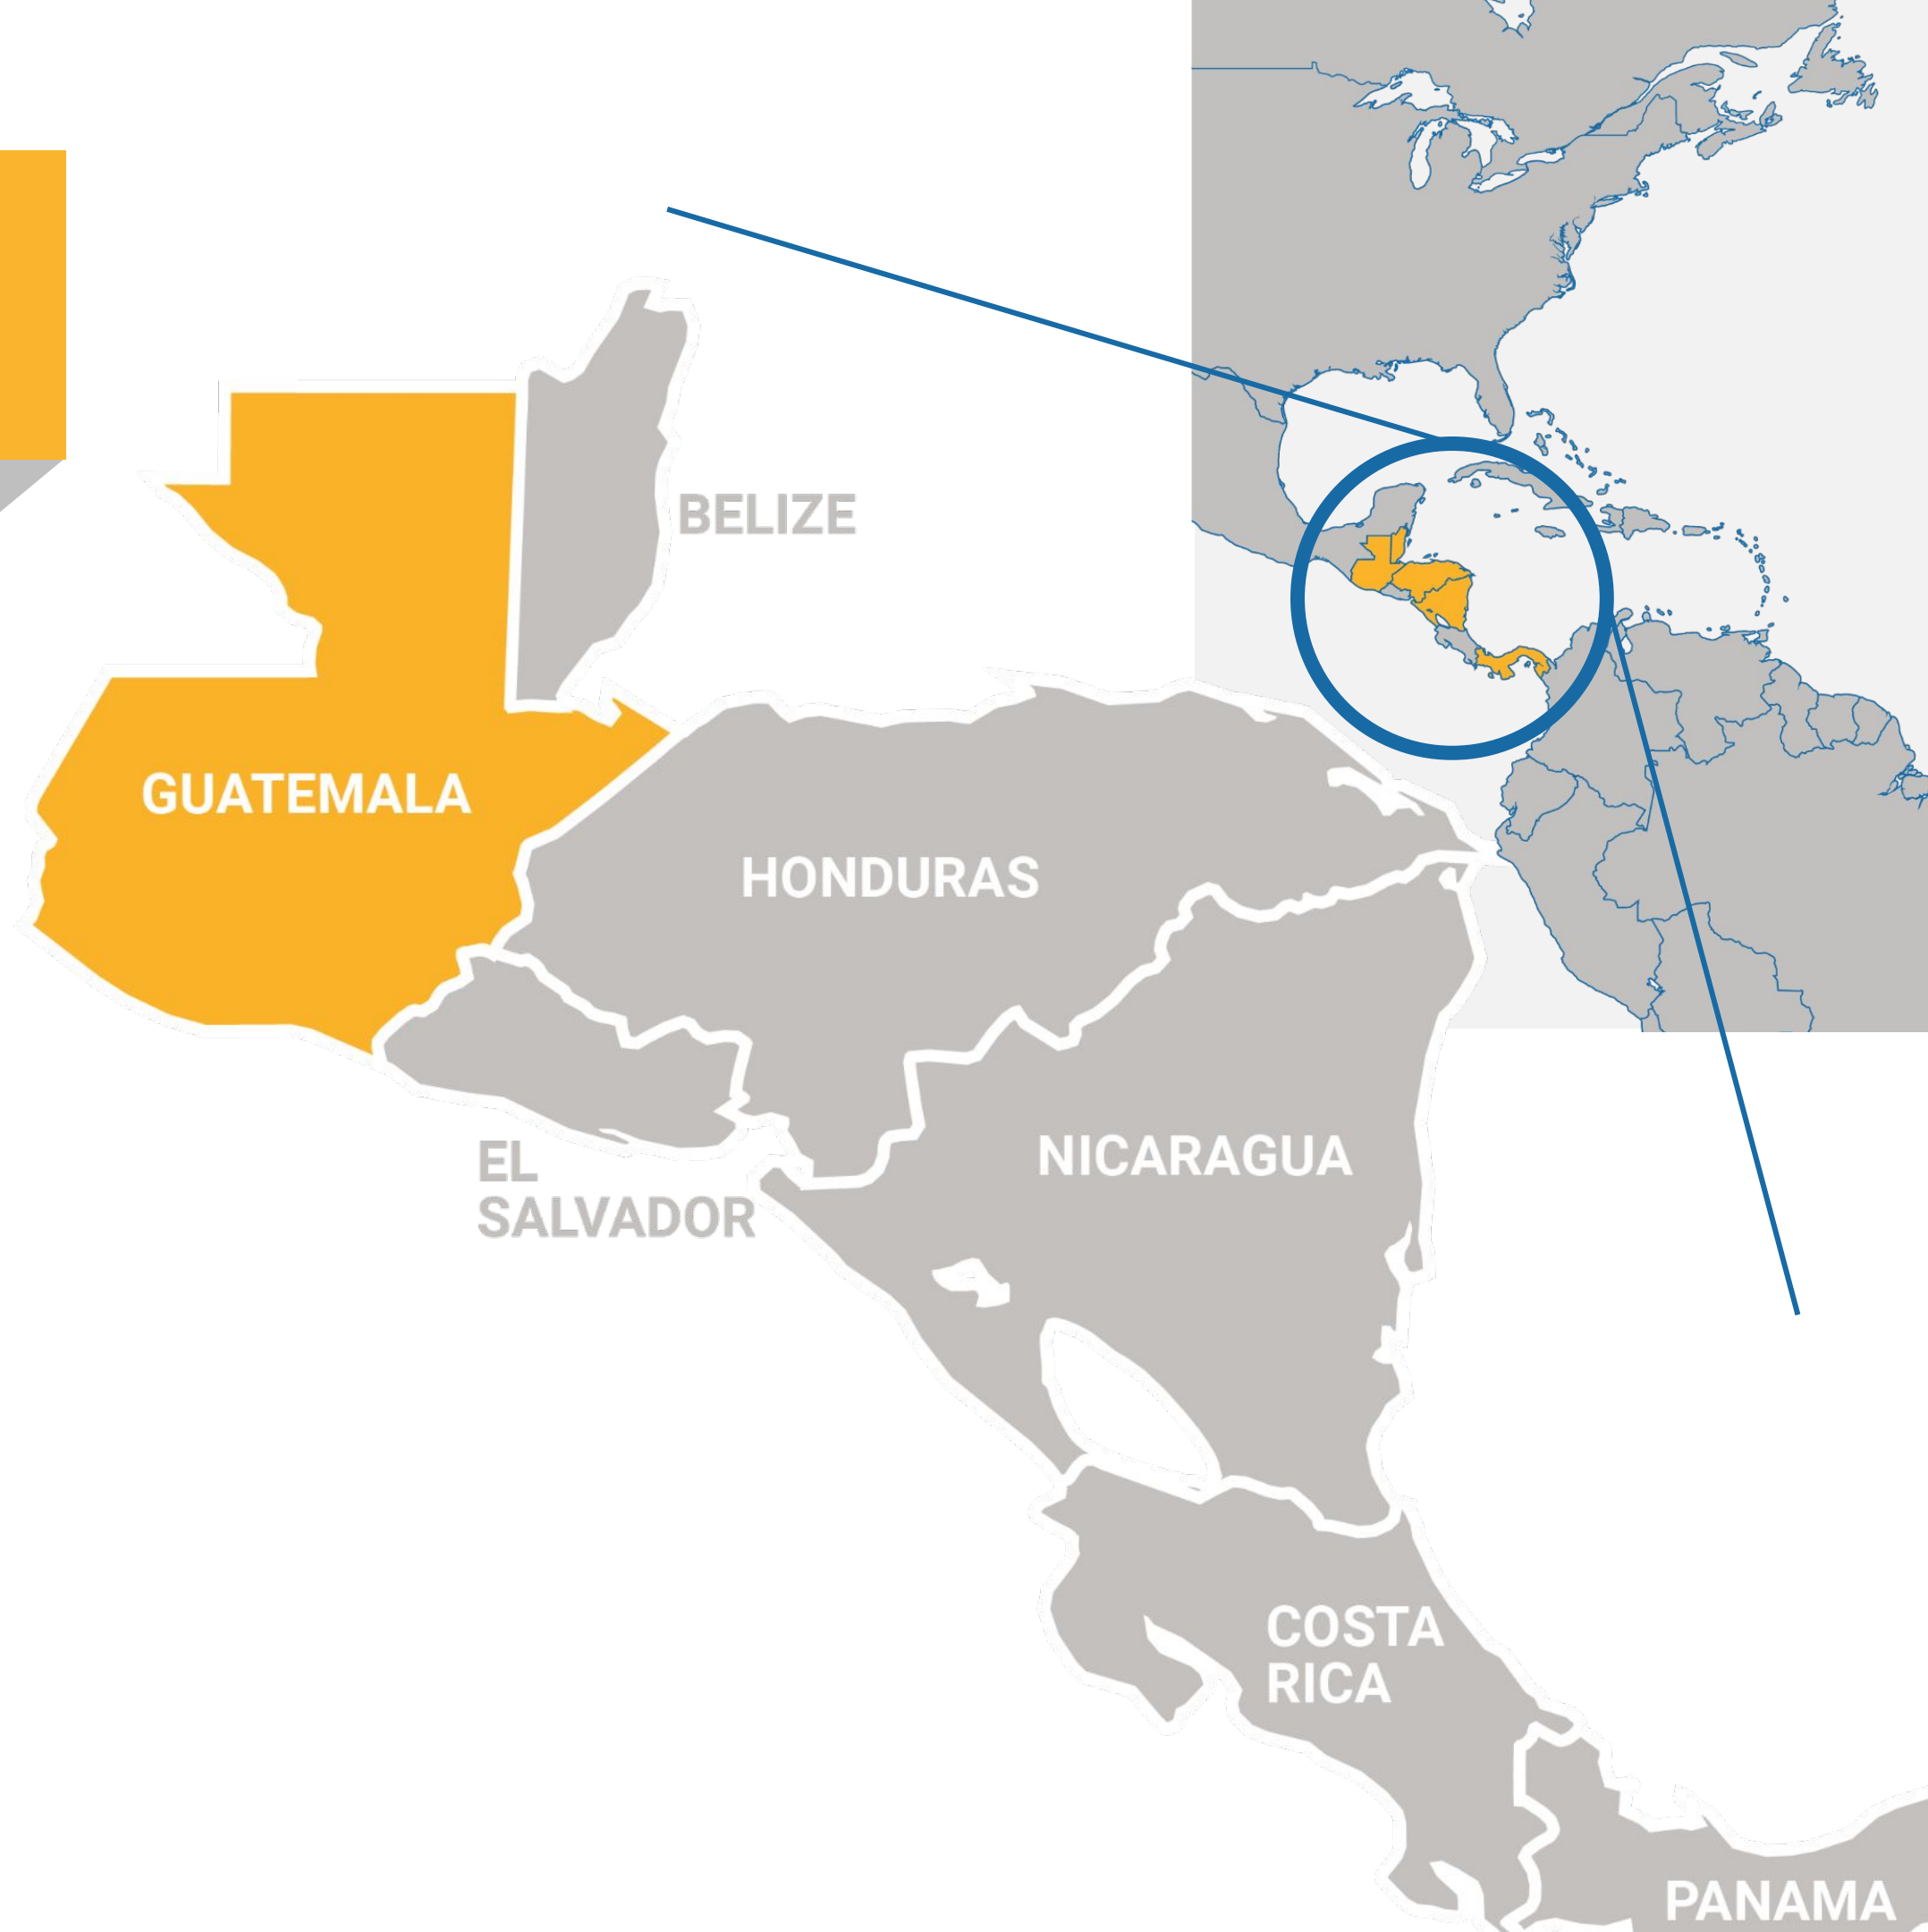 BELIZE
GUATEMALA
HONDURAS
EL
SALVADOR
NICARAGUA
COSTA
RICA
PANAMA